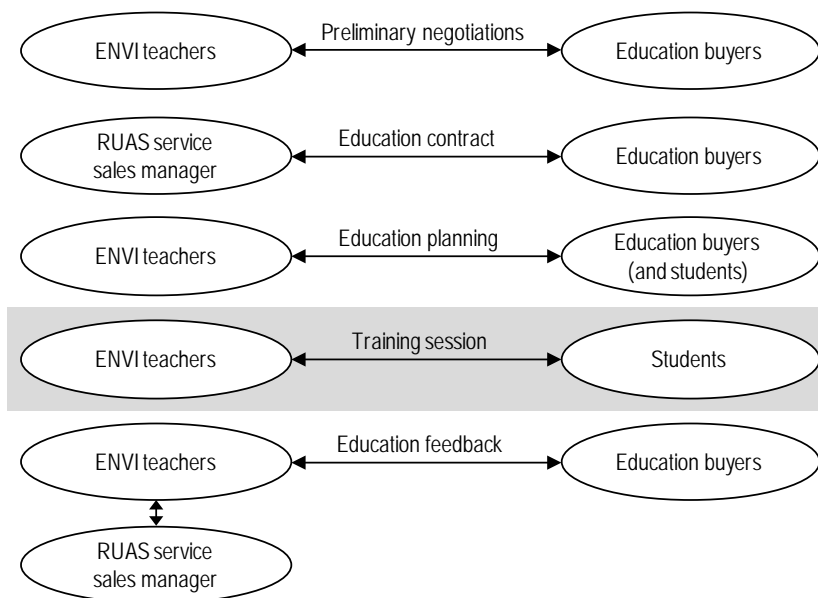 Preliminary negotiations
ENVI teachers
Education buyers
RUAS service
sales manager
Education contract
Education buyers
ENVI teachers
Education planning
Education buyers
(and students)
ENVI teachers
Training session
Students
ENVI teachers
Education feedback
Education buyers
RUAS service
sales manager